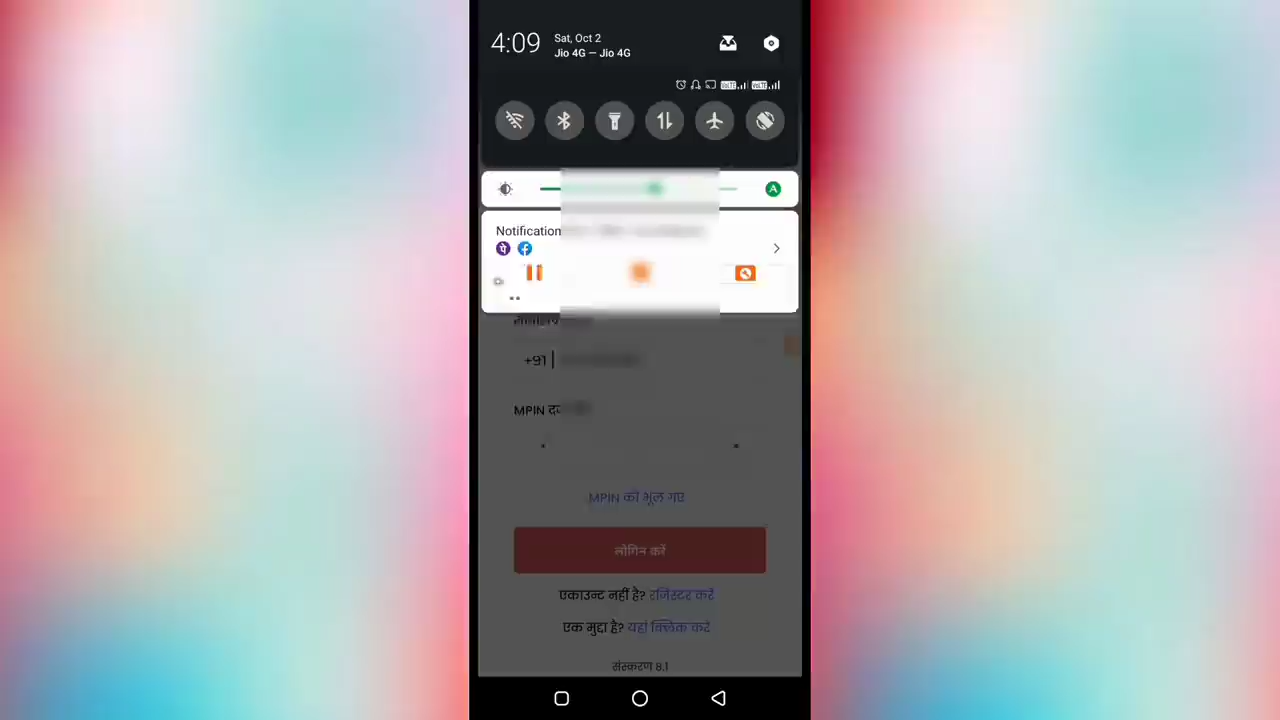 4:09
Sat, Oct 2
Jio 4G — Jio 4G
Notification
+91
MPIN
MPIN को भूल गए
लॉगिन करें
एकाउन्ट नहीं है? रजिस्टर करें
एक मुद्दा है? यहां क्लिक करें
संस्करण 8.1